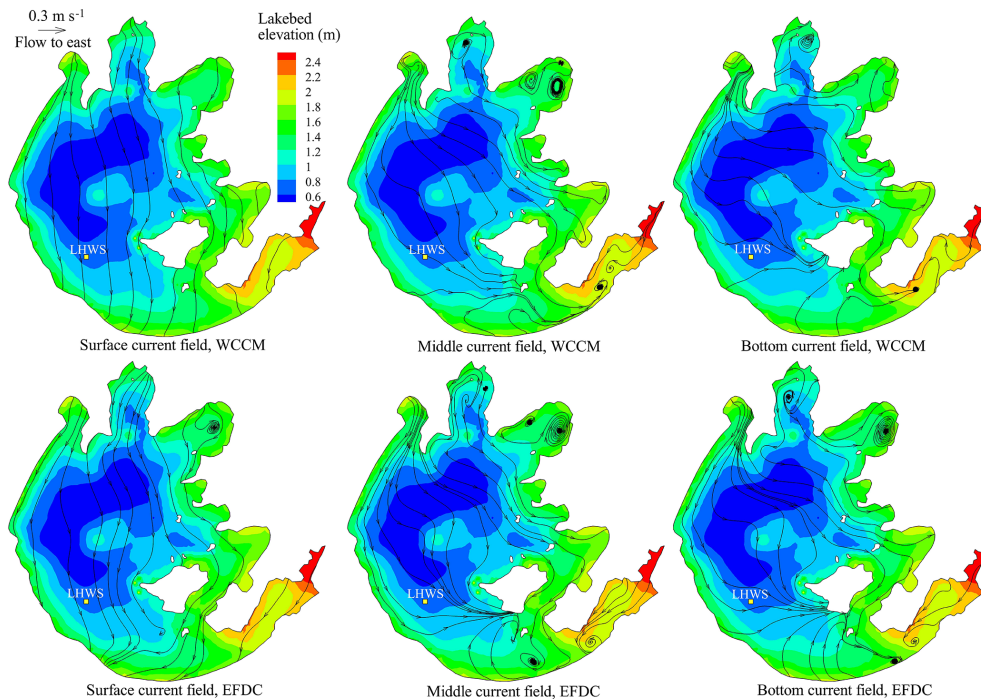 0.3 m s⁻¹
Flow to east
Lakebed
elevation (m)
2.4
2.2
2
1.8
1.6
1.4
1.2
1
0.8
0.6
LHWS
LHWS
LHWS
Surface current field, WCCM
Middle current field, WCCM
Bottom current field, WCCM
LHWS
LHWS
LHWS
Surface current field, EFDC
Middle current field, EFDC
Bottom current field, EFDC